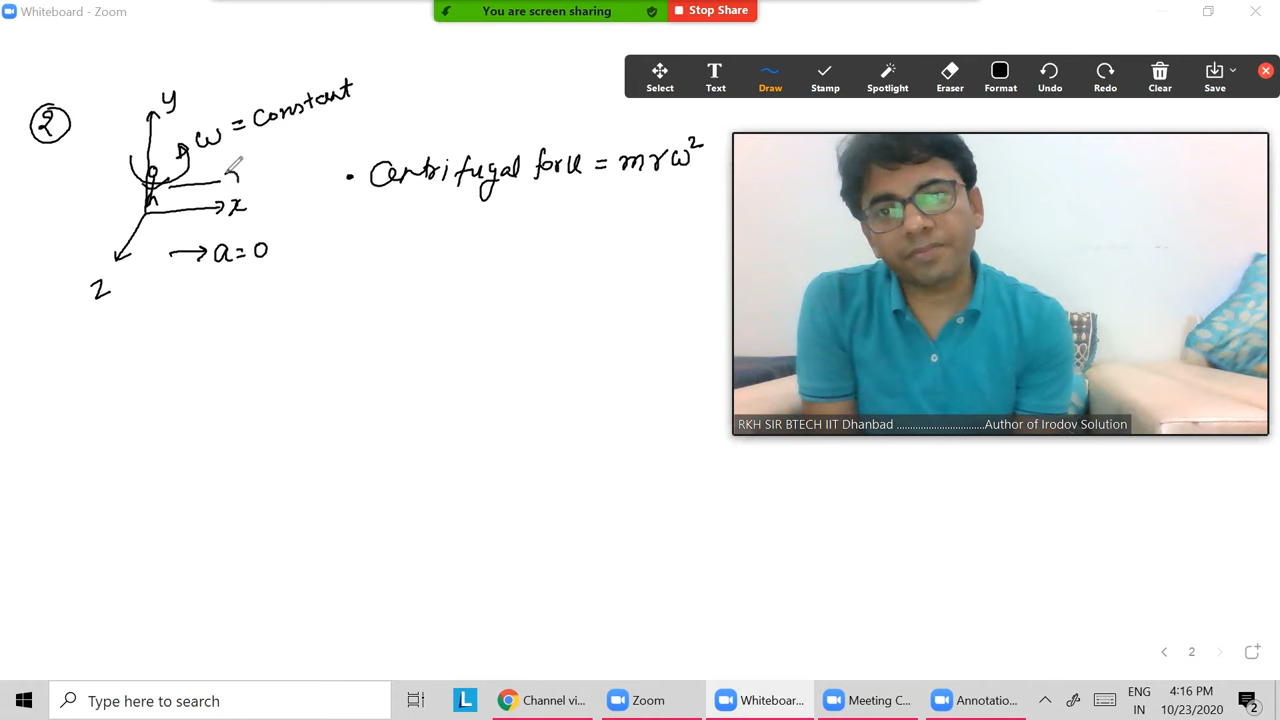 Whiteboard - Zoom
You are screen sharing
Stop Share
Select
Text
Draw
Stamp
Spotlight
Eraser
Format
Undo
Redo
Clear
Save
2
y
ω = constant
x
→ a = 0
z
• Centrifugal force = mrω²
RKH SIR BTECH IIT Dhanbad ...............................Author of Irodov Solution
2
Type here to search
L
Channel vi...
Zoom
Whiteboar...
Meeting C...
Annotatio...
ENG
IN
4:16 PM
10/23/2020
2